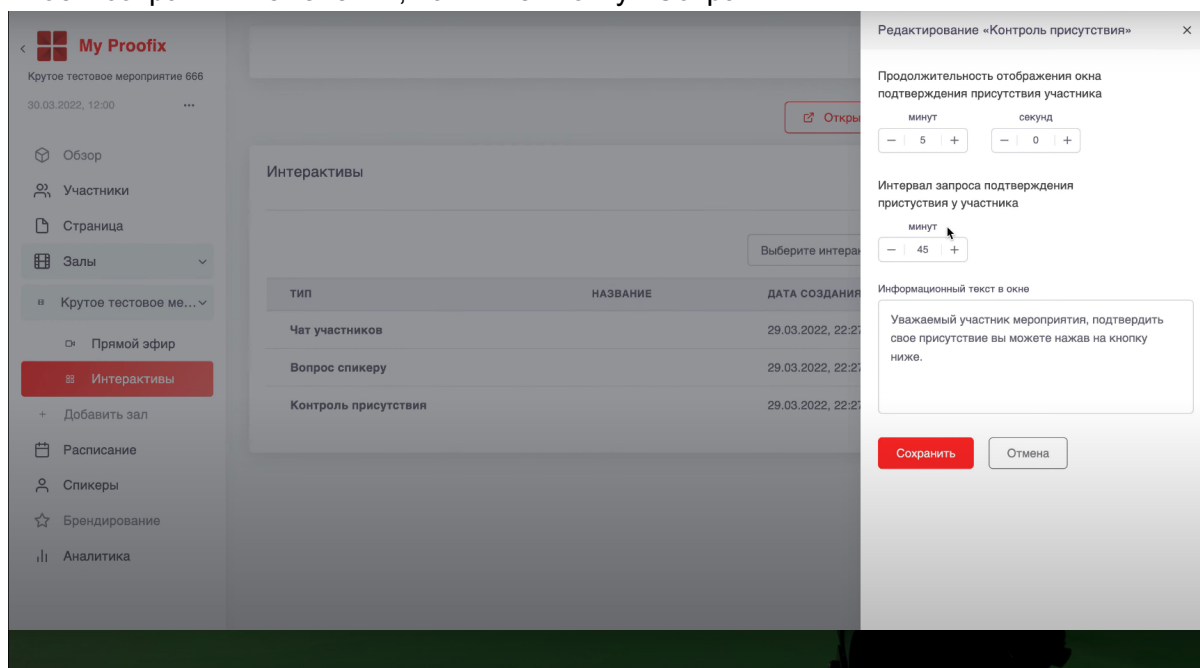 My Proofix
Крутое тестовое мероприятие 666
30.03.2022, 12:00
Обзор
Участники
Страница
Залы
Крутое тестовое ме...
Прямой эфир
Интерактивы
Добавить зал
Расписание
Спикеры
Брендирование
Аналитика
Откры
Интерактивы
Выберите интерак
ТИП НАЗВАНИЕ ДАТА СОЗДАНИЯ
Чат участников 29.03.2022, 22:27
Вопрос спикеру 29.03.2022, 22:27
Контроль присутствия 29.03.2022, 22:27
Редактирование «Контроль присутствия»
Продолжительность отображения окна
подтверждения присутствия участника
минут секунд
5 0
Интервал запроса подтверждения
пристуствия у участника
минут
45
Информационный текст в окне
Уважаемый участник мероприятия, подтвердить
свое присутствие вы можете нажав на кнопку
ниже.
Сохранить Отмена